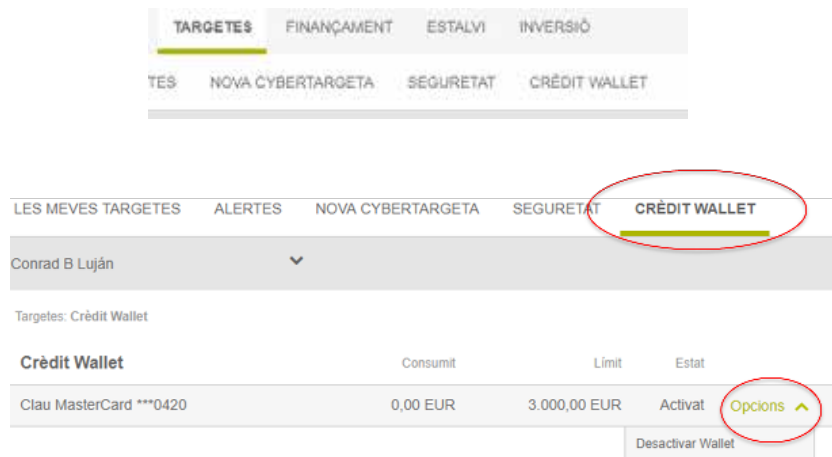 TARGETES FINANÇAMENT ESTALVI INVERSIÓ
TES NOVA CYBERTARGETA SEGURETAT CRÈDIT WALLET
LES MEVES TARGETES ALERTES NOVA CYBERTARGETA SEGURETAT CRÈDIT WALLET
Conrad B Luján
Targetes: Crèdit Wallet
Crèdit Wallet Consumit Límit Estat
Clau MasterCard ***0420 0,00 EUR 3.000,00 EUR Activat Opcions
Desactivar Wallet